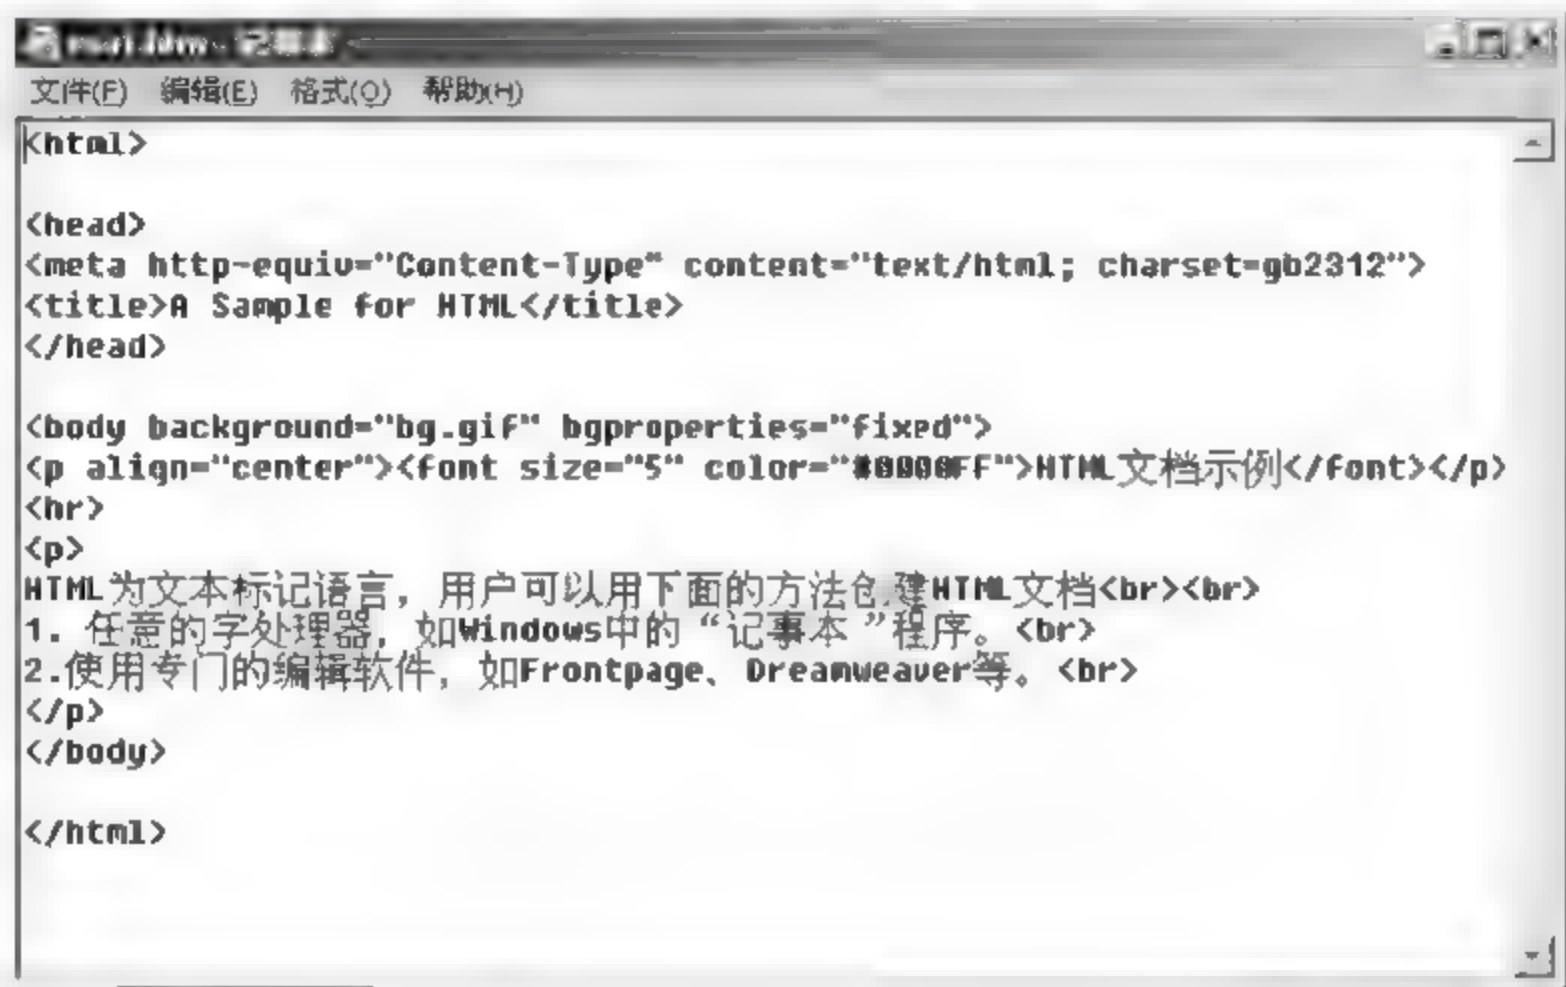 记事本
文件(F) 编辑(E) 格式(O) 帮助(H)
<html>
<head>
<meta http-equiv="Content-Type" content="text/html; charset=gb2312">
<title>A Sample for HTML</title>
</head>
<body background="bg.gif" bgproperties="fixed">
<p align="center"><font size="5" color="#0000FF">HTML文档示例</font></p>
<hr>
<p>
HTML为文本标记语言，用户可以用下面的方法创建HTML文档<br><br>
1. 任意的字处理器，如Windows中的“记事本”程序。<br>
2.使用专门的编辑软件，如Frontpage、Dreamweaver等。<br>
</p>
</body>
</html>